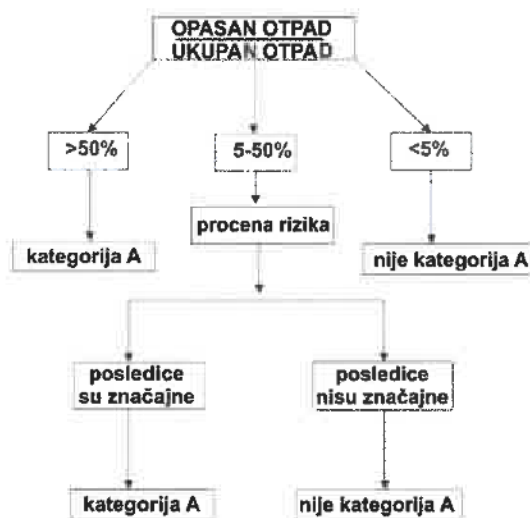 OPASAN OTPAD
UKUPAN OTPAD
>50%
5-50%
<5%
procena rizika
kategorija A
nije kategorija A
posledice
su značajne
posledice
nisu značajne
kategorija A
nije kategorija A